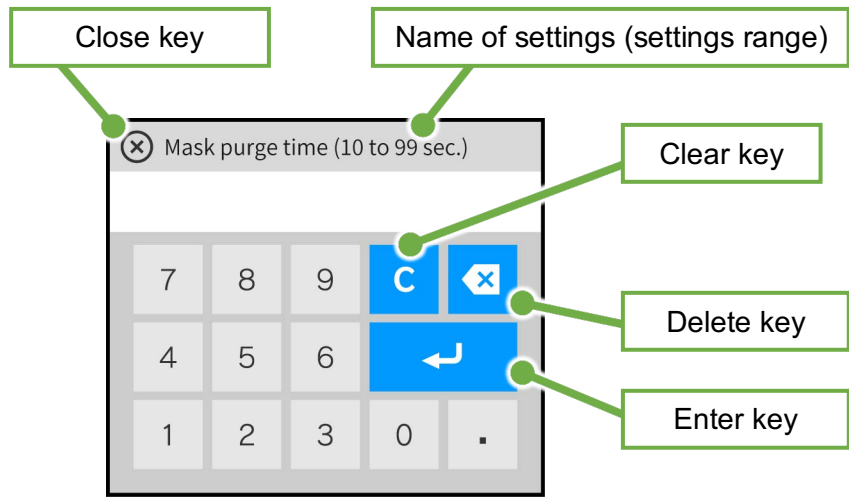 Close key
Name of settings (settings range)
Mask purge time (10 to 99 sec.)
Clear key
7 8 9 C
Delete key
4 5 6
Enter key
1 2 3 0 .